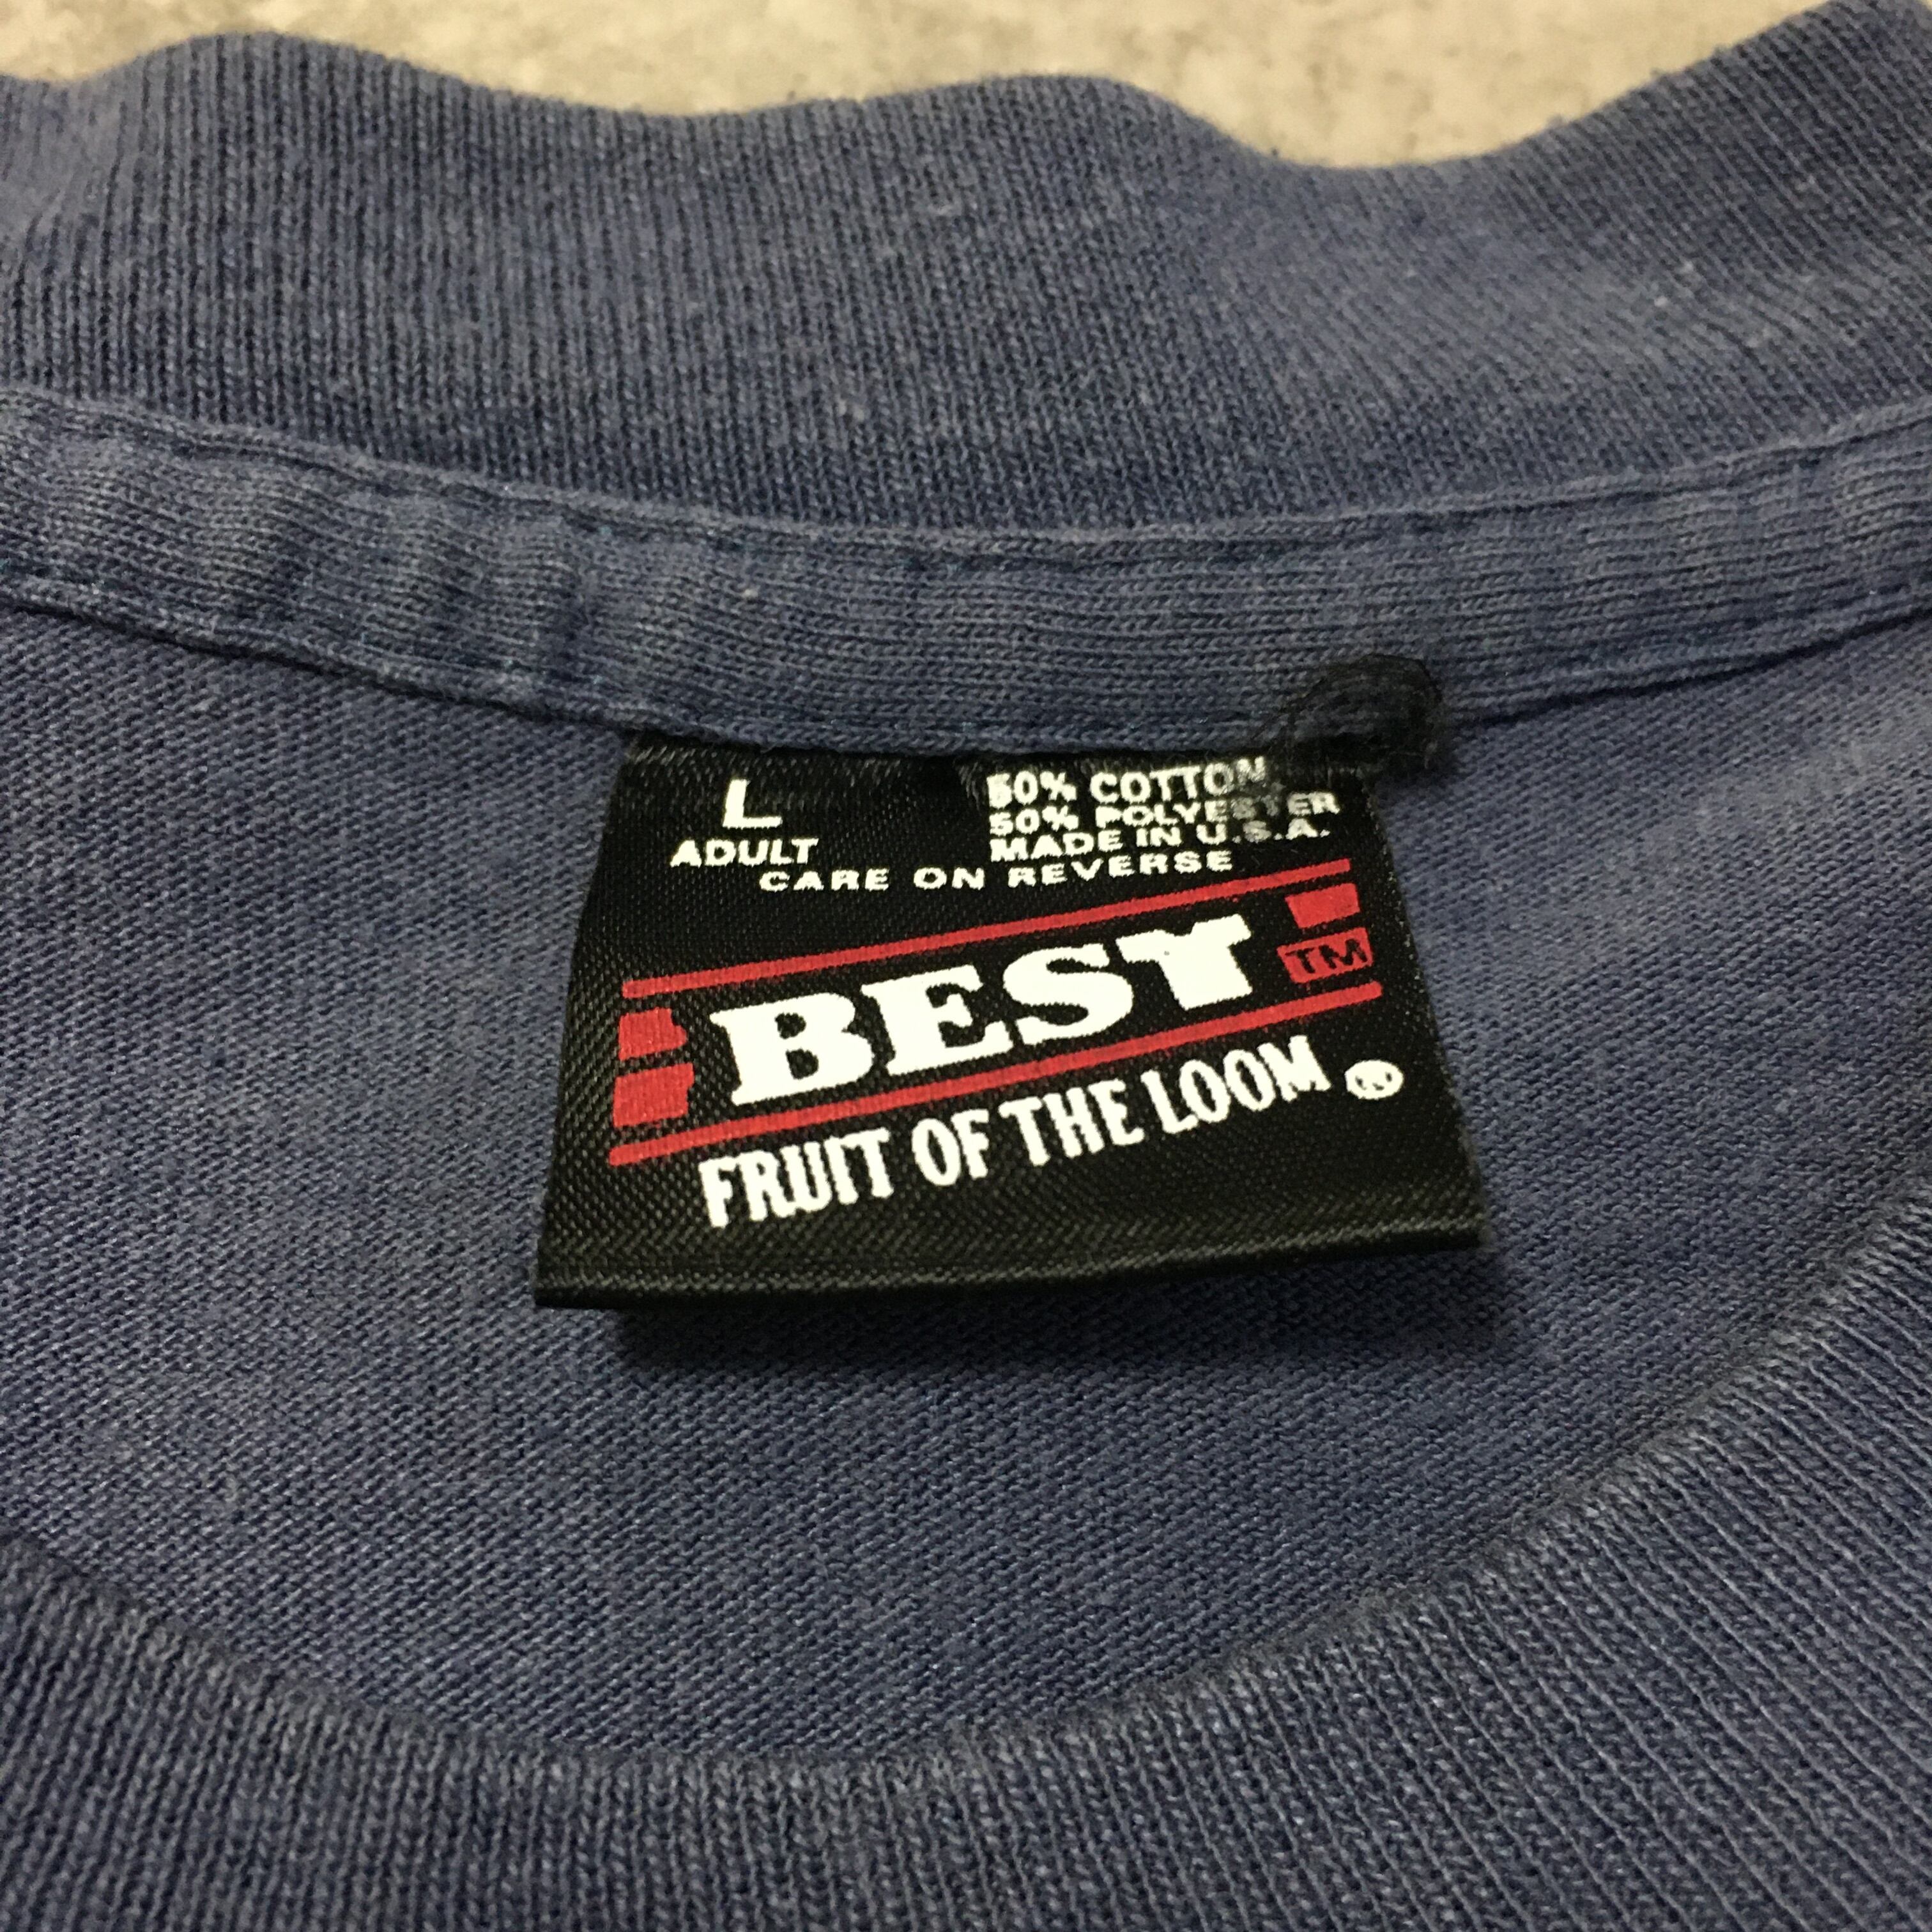 L
ADULT
50% COTTON
50% POLYESTER
MADE IN U.S.A.
CARE ON REVERSE
BEST TM
FRUIT OF THE LOOM ®